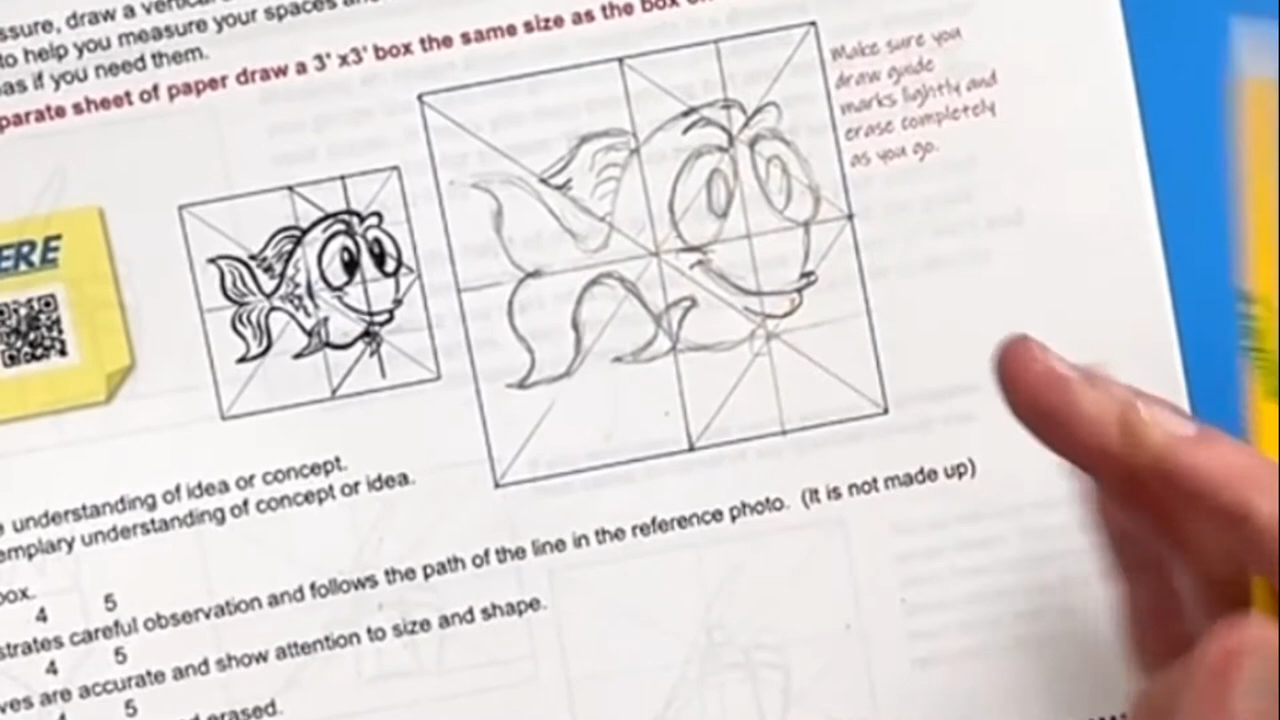 ssure, draw a vertical
to help you measure your spaces
as if you need them.
parate sheet of paper draw a 3" x3" box the same size as the box
Make sure you
draw guide
marks lightly and
erase completely
as you go.
ERE
understanding of idea or concept.
emplary understanding of concept or idea.
box.
4 5
strates careful observation and follows the path of the line in the reference photo. (It is not made up)
4 5
ves are accurate and show attention to size and shape.
5
erased.